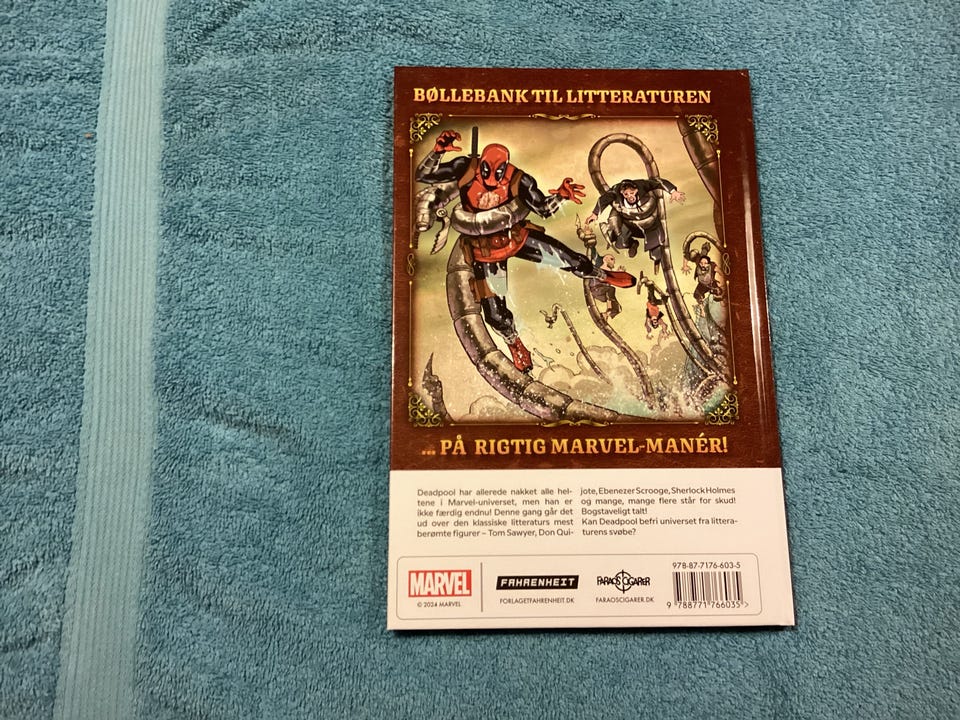 BØLLEBANK TIL LITTERATUREN
... PÅ RIGTIG MARVEL-MANÉR!
Deadpool har allerede nakket alle hel-
tene i Marvel-universet, men han er
ikke færdig endnu! Denne gang går det
ud over den klassiske litteraturs mest
berømte figurer – Tom Sawyer, Don Qui-
jote, Ebenezer Scrooge, Sherlock Holmes
og mange, mange flere står for skud!
Bogstaveligt talt!
Kan Deadpool befri universet fra littera-
turens svøbe?
MARVEL
© 2024 MARVEL
FAHRENHEIT
FORLAGETFAHRENHEIT.DK
FARAOS CIGARER
FARAOSCIGARER.DK
978-87-7176-603-5
9 788771 766035 >